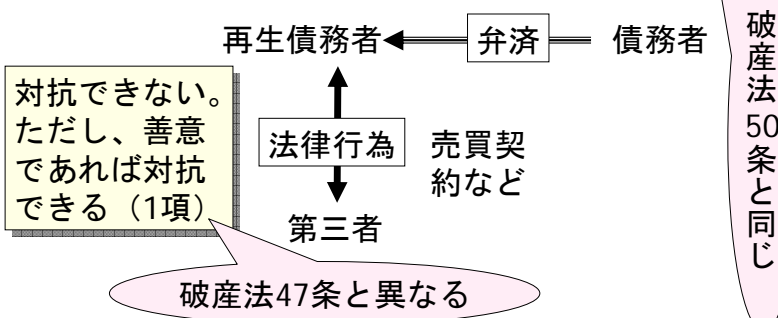 再生債務者 弁済 債務者
対抗できない。
ただし、善意
であれば対抗
できる（1項）
法律行為
売買契
約など
第三者
破産法47条と異なる
破産法50条と同じ